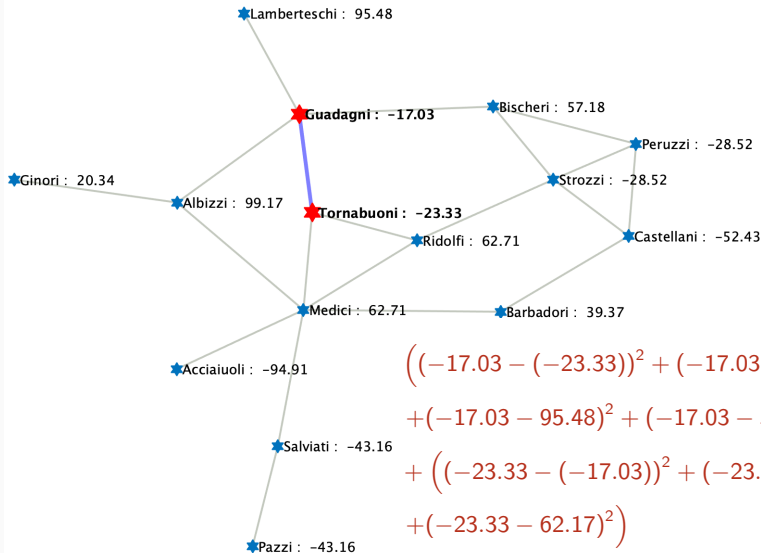 Lamberteschi : 95.48
Guadagni : −17.03
Bischeri : 57.18
Peruzzi : −28.52
Ginori : 20.34
Strozzi : −28.52
Albizzi : 99.17
Tornabuoni : −23.33
Ridolfi : 62.71
Castellani : −52.43
Medici : 62.71
Barbadori : 39.37
Acciaiuoli : −94.91
Salviati : −43.16
Pazzi : −43.16
((−17.03 − (−23.33))² + (−17.03
+(−17.03 − 95.48)² + (−17.03 −
+ ((−23.33 − (−17.03))² + (−23.
+(−23.33 − 62.17)²)